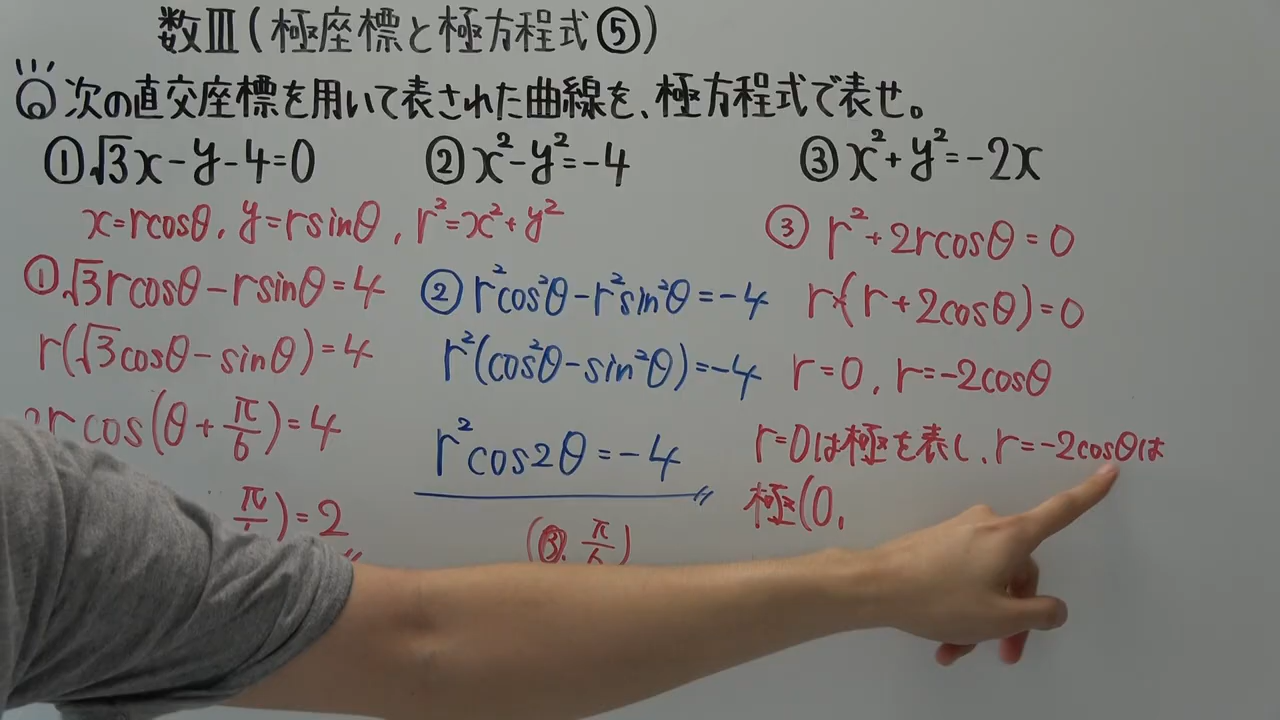 数Ⅲ(極座標と極方程式⑤)
Q 次の直交座標を用いて表された曲線を、極方程式で表せ。
①√3x-y-4=0
②x²-y²=-4
③x²+y²=-2x
x=rcosθ, y=rsinθ, r²=x²+y²
①√3rcosθ-rsinθ=4
r(√3cosθ-sinθ)=4
2rcos(θ+π/6)=4
π/)=2
②r²cos²θ-r²sin²θ=-4
r²(cos²θ-sin²θ)=-4
r²cos2θ=-4
(③. π/6)
③ r²+2rcosθ=0
r(r+2cosθ)=0
r=0, r=-2cosθ
r=0は極を表し、r=-2cosθは
極(0,